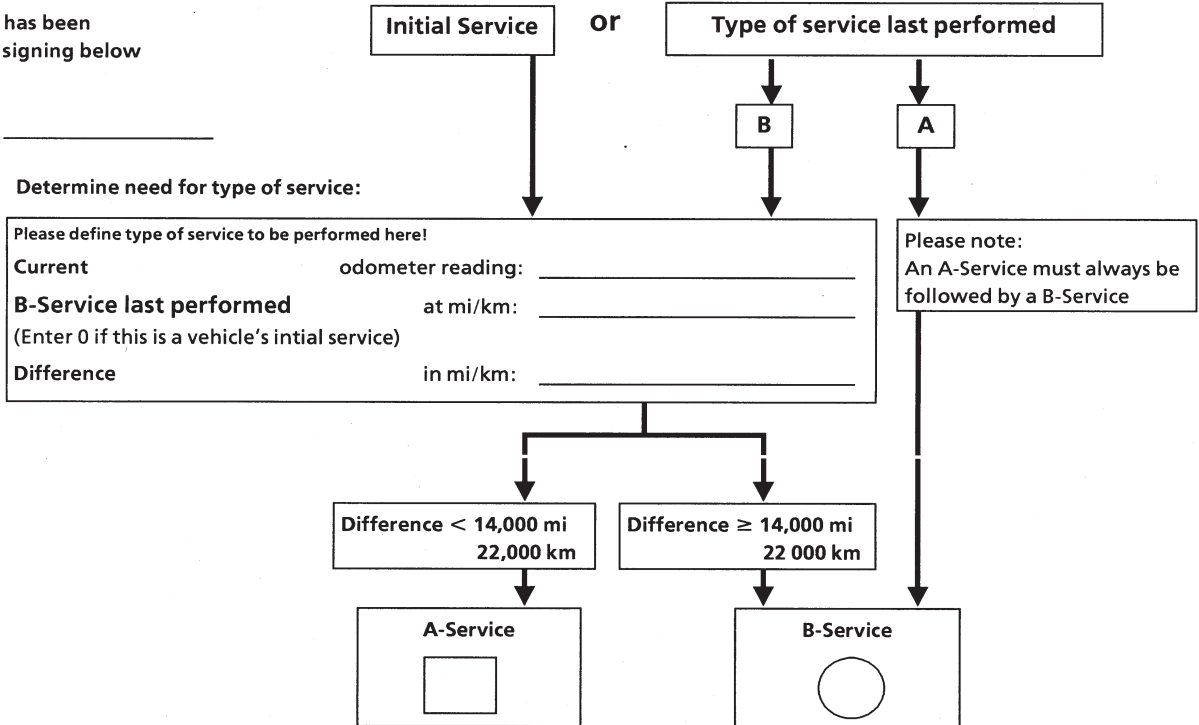 has been
signing below
Initial Service
or
Type of service last performed
B
A
Determine need for type of service:
Please define type of service to be performed here!
Current odometer reading:
B-Service last performed at mi/km:
(Enter 0 if this is a vehicle's intial service)
Difference in mi/km:
Please note:
An A-Service must always be
followed by a B-Service
Difference < 14,000 mi
22,000 km
Difference ≥ 14,000 mi
22 000 km
A-Service
B-Service